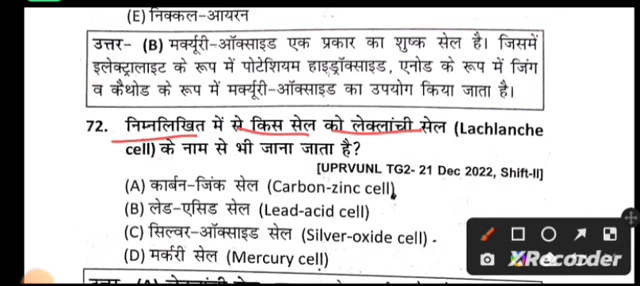 (E) निक्कल-आयरन
उत्तर- (B) मर्क्यूरी-ऑक्साइड एक प्रकार का शुष्क सेल है। जिसमें
इलेक्ट्रालाइट के रूप में पोटेशियम हाइड्रॉक्साइड, एनोड के रूप में जिंग
व कैथोड के रूप में मर्क्यूरी-ऑक्साइड का उपयोग किया जाता है।
72. निम्नलिखित में से किस सेल को लेक्लांची सेल (Lachlanche
cell) के नाम से भी जाना जाता है?
[UPRVUNL TG2- 21 Dec 2022, Shift-II]
(A) कार्बन-जिंक सेल (Carbon-zinc cell)
(B) लेड-एसिड सेल (Lead-acid cell)
(C) सिल्वर-ऑक्साइड सेल (Silver-oxide cell) -
(D) मर्करी सेल (Mercury cell)
XRecorder